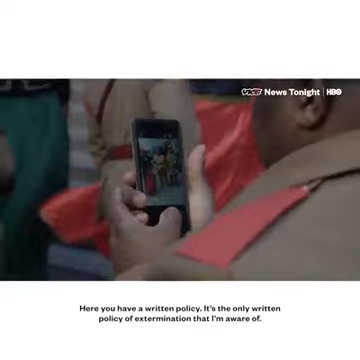 VICE News Tonight | HBO
Here you have a written policy. It's the only written
policy of extermination that I'm aware of.